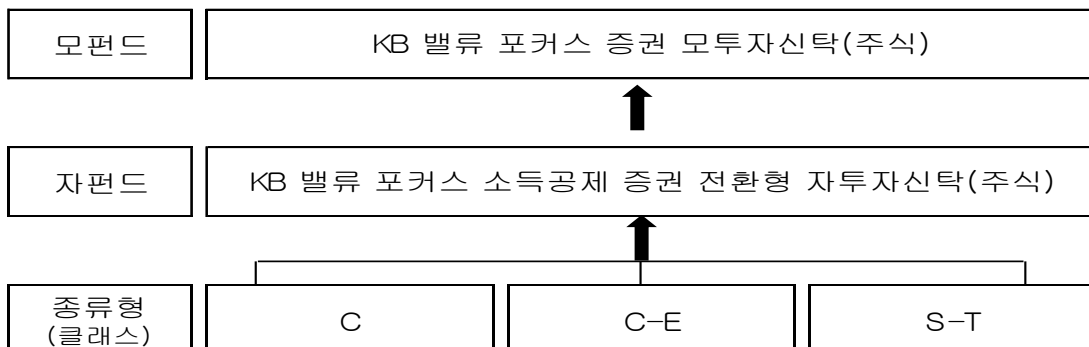 모펀드
KB 밸류 포커스 증권 모투자신탁(주식)
자펀드
KB 밸류 포커스 소득공제 증권 전환형 자투자신탁(주식)
종류형
(클래스)
C
C-E
S-T